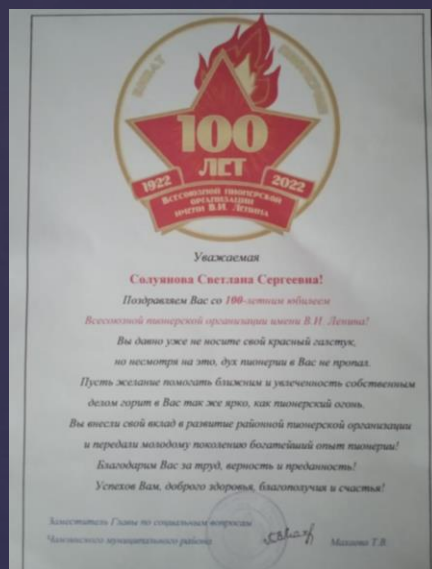 ВИВАТ ПИОНЕРИЯ
100
ЛЕТ
1922 2022
ВСЕСОЮЗНОЙ ПИОНЕРСКОЙ
ОРГАНИЗАЦИИ
ИМЕНИ В.И. ЛЕНИНА
Уважаемая
Солуянова Светлана Сергеевна!
Поздравляем Вас со 100-летним юбилеем
Всесоюзной пионерской организации имени В.И. Ленина!
Вы давно уже не носите свой красный галстук,
но несмотря на это, дух пионерии в Вас не пропал.
Пусть желание помогать ближним и увлеченность собственным
делом горит в Вас так же ярко, как пионерский огонь.
Вы внесли свой вклад в развитие районной пионерской организации
и передали молодому поколению богатейший опыт пионерии!
Благодарим Вас за труд, верность и преданность!
Успехов Вам, доброго здоровья, благополучия и счастья!
Заместитель Главы по социальным вопросам
Чамзинского муниципального района